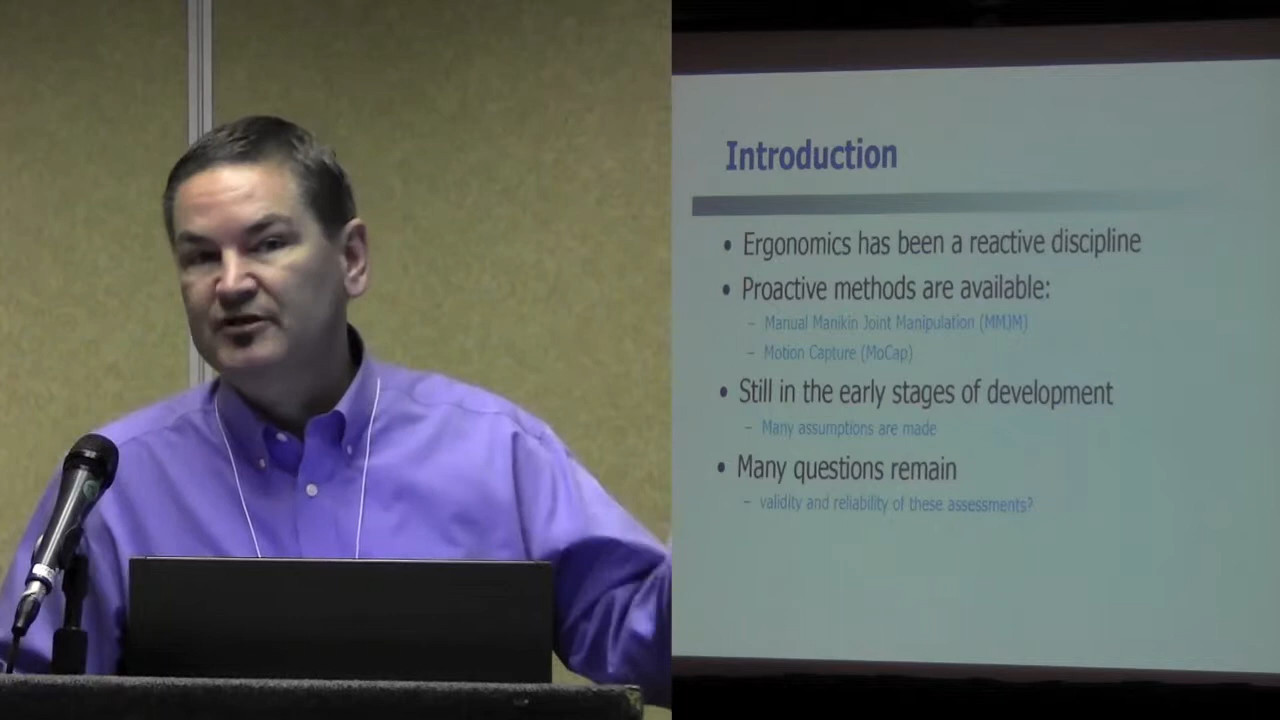 Introduction
• Ergonomics has been a reactive discipline
• Proactive methods are available:
– Manual Manikin Joint Manipulation (MMJM)
– Motion Capture (MoCap)
• Still in the early stages of development
– Many assumptions are made
• Many questions remain
– validity and reliability of these assessments?